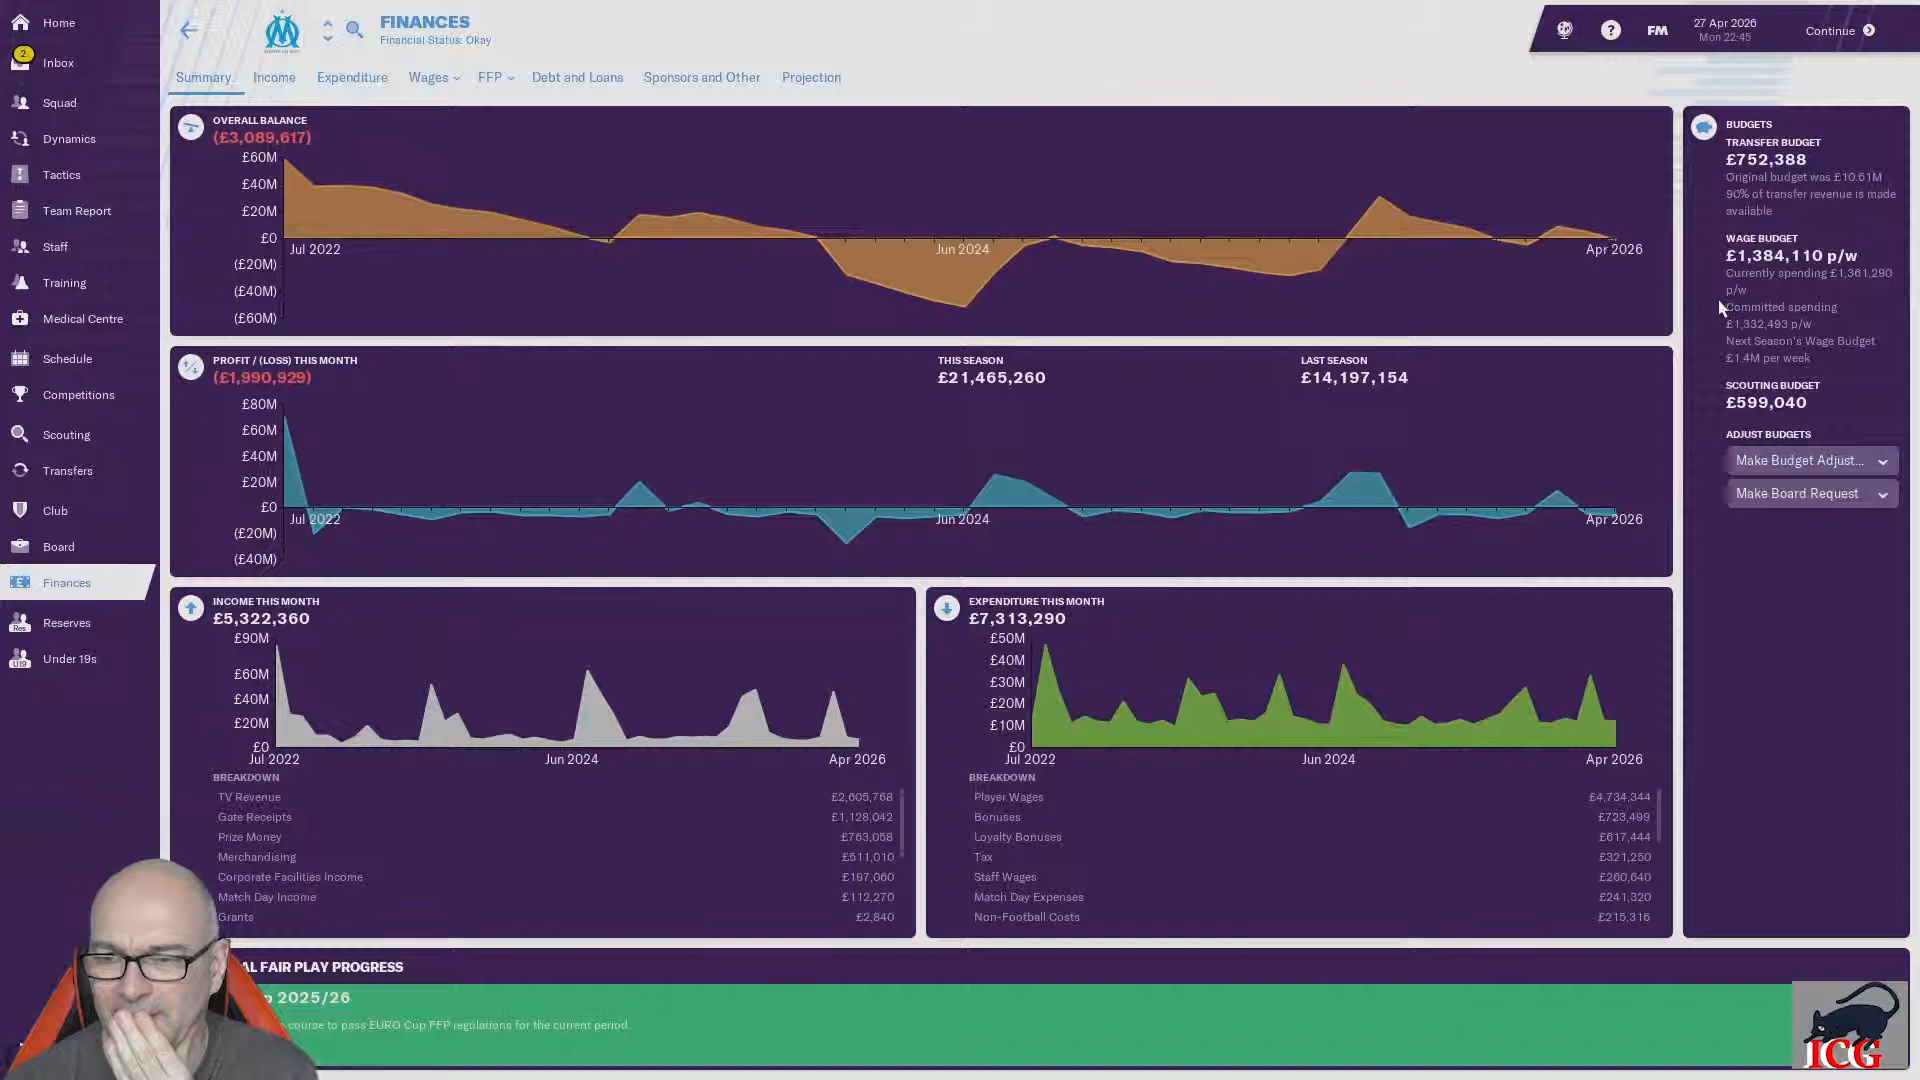 Home
2
Inbox
Squad
Dynamics
Tactics
Team Report
Staff
Training
Medical Centre
Schedule
Competitions
Scouting
Transfers
Club
Board
Finances
Reserves
Under 19s
FINANCES
Financial Status: Okay
FM
27 Apr 2026
Mon 22:45
Continue
Summary
Income
Expenditure
Wages
FFP
Debt and Loans
Sponsors and Other
Projection
OVERALL BALANCE
(£3,089,617)
£60M
£40M
£20M
£0
(£20M)
(£40M)
(£60M)
Jul 2022
Jun 2024
Apr 2026
PROFIT / (LOSS) THIS MONTH
(£1,990,929)
THIS SEASON
£21,465,260
LAST SEASON
£14,197,154
£80M
£60M
£40M
£20M
£0
(£20M)
(£40M)
Jul 2022
Jun 2024
Apr 2026
INCOME THIS MONTH
£5,322,360
£90M
£60M
£40M
£20M
£0
Jul 2022
Jun 2024
Apr 2026
BREAKDOWN
TV Revenue £2,605,768
Gate Receipts £1,128,042
Prize Money £763,058
Merchandising £511,010
Corporate Facilities Income £197,060
Match Day Income £112,270
Grants £2,840
EXPENDITURE THIS MONTH
£7,313,290
£50M
£40M
£30M
£20M
£10M
£0
Jul 2022
Jun 2024
Apr 2026
BREAKDOWN
Player Wages £4,734,344
Bonuses £723,499
Loyalty Bonuses £617,444
Tax £321,250
Staff Wages £260,640
Match Day Expenses £241,320
Non-Football Costs £215,316
BUDGETS
TRANSFER BUDGET
£752,388
Original budget was £10.61M
90% of transfer revenue is made
available
WAGE BUDGET
£1,384,110 p/w
Currently spending £1,361,290
p/w
Committed spending
£1,332,493 p/w
Next Season's Wage Budget
£1.4M per week
SCOUTING BUDGET
£599,040
ADJUST BUDGETS
Make Budget Adjust...
Make Board Request
AL FAIR PLAY PROGRESS
p 2025/26
course to pass EURO Cup FFP regulations for the current period.
ICG